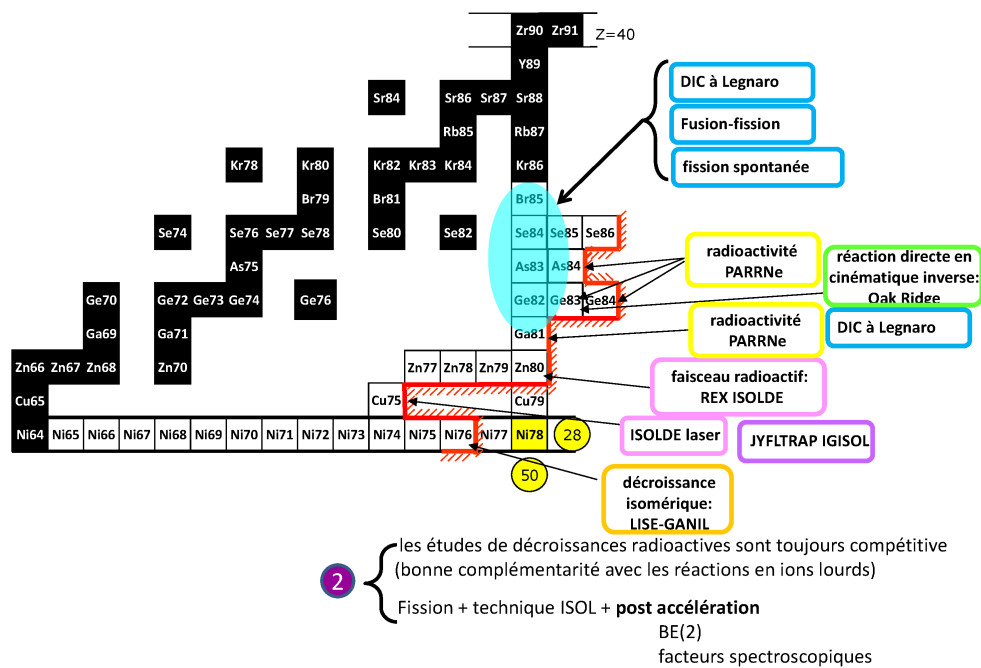 Zr90 Zr91 Z=40
Y89
Sr84 Sr86 Sr87 Sr88
Rb85 Rb87
Kr78 Kr80 Kr82 Kr83 Kr84 Kr86
Br79 Br81 Br85
Se74 Se76 Se77 Se78 Se80 Se82 Se84 Se85 Se86
As75 As83 As84
Ge70 Ge72 Ge73 Ge74 Ge76 Ge82 Ge83 Ge84
Ga69 Ga71 Ga81
Zn66 Zn67 Zn68 Zn70 Zn77 Zn78 Zn79 Zn80
Cu65 Cu75 Cu79
Ni64 Ni65 Ni66 Ni67 Ni68 Ni69 Ni70 Ni71 Ni72 Ni73 Ni74 Ni75 Ni76 Ni77 Ni78 28
50
DIC à Legnaro
Fusion-fission
fission spontanée
radioactivité
PARRNe
réaction directe en
cinématique inverse:
Oak Ridge
radioactivité
PARRNe
DIC à Legnaro
faisceau radioactif:
REX ISOLDE
ISOLDE laser
JYFLTRAP IGISOL
décroissance
isomérique:
LISE-GANIL
2
les études de décroissances radioactives sont toujours compétitive
(bonne complémentarité avec les réactions en ions lourds)
Fission + technique ISOL + post accélération
BE(2)
facteurs spectroscopiques